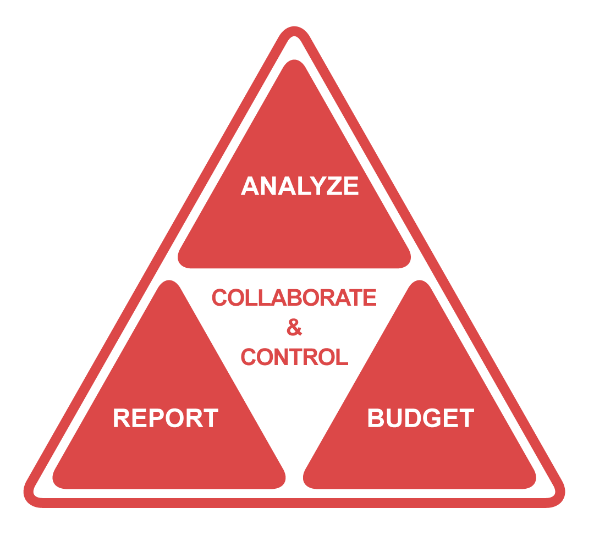 ANALYZE
COLLABORATE
&
CONTROL
REPORT
BUDGET